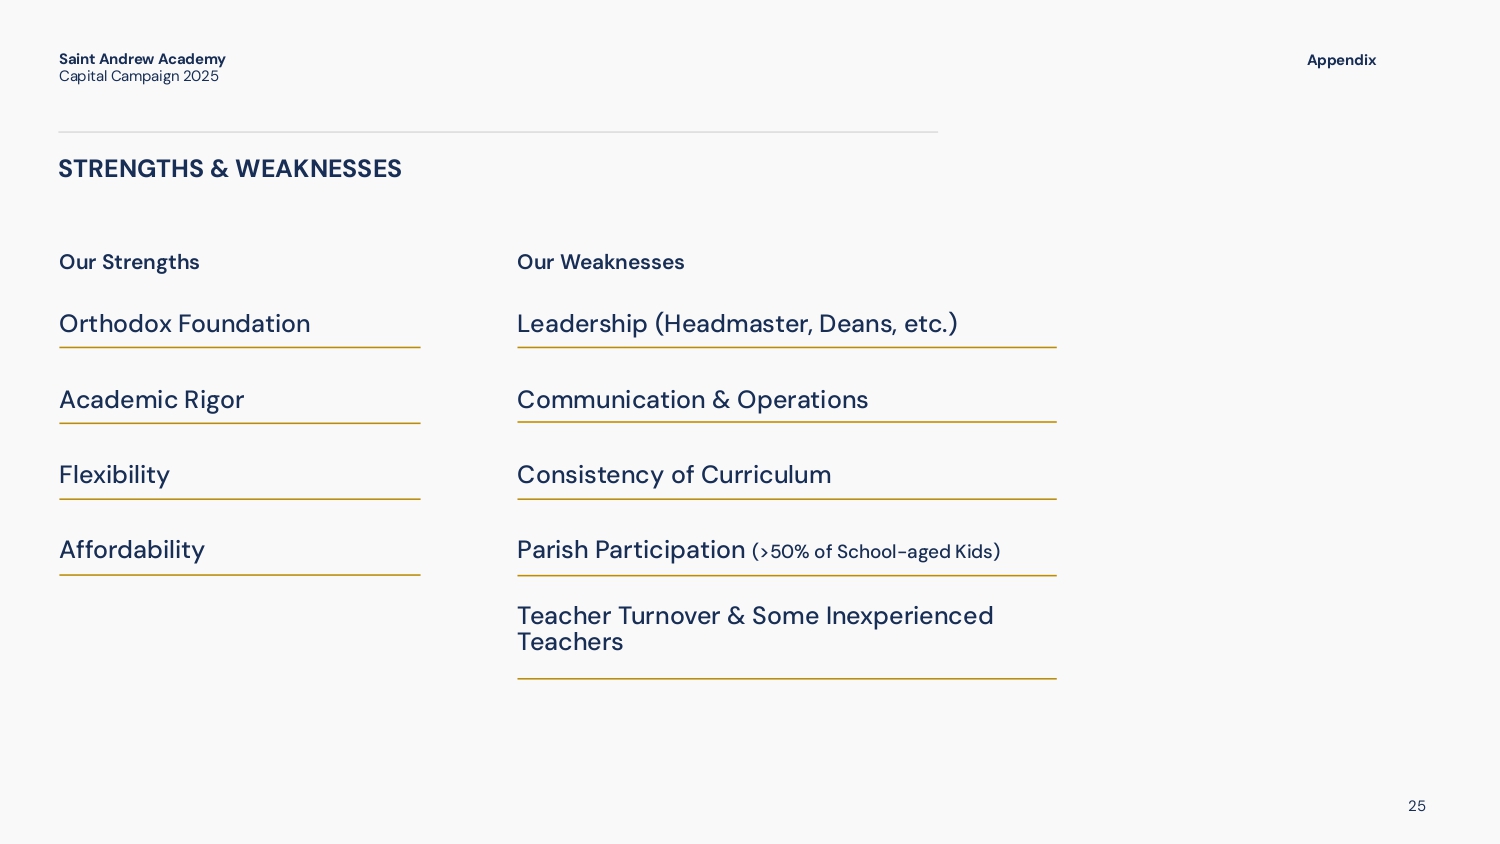 Saint Andrew Academy
Capital Campaign 2025
Appendix
STRENGTHS & WEAKNESSES
Our Strengths
Orthodox Foundation
Academic Rigor
Flexibility
Affordability
Our Weaknesses
Leadership (Headmaster, Deans, etc.)
Communication & Operations
Consistency of Curriculum
Parish Participation (>50% of School-aged Kids)
Teacher Turnover & Some Inexperienced
Teachers
25